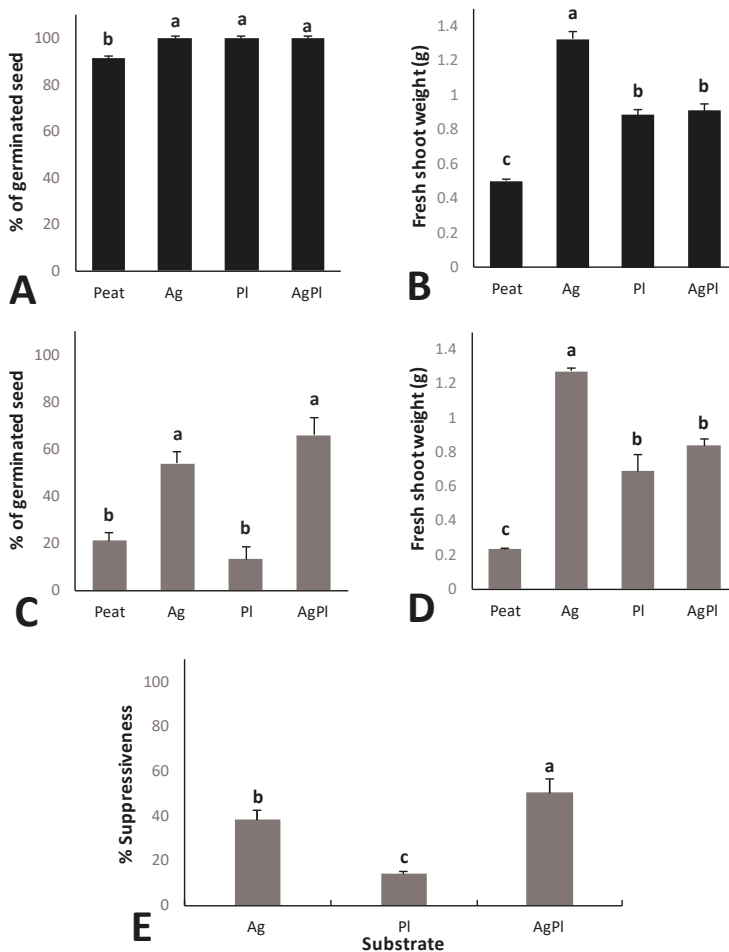 % of germinated seed
100
80
60
40
20
0
b
a
a
a
Peat
Ag
Pl
AgPl
A
Fresh shoot weight (g)
1.4
1.2
1
0.8
0.6
0.4
0.2
0
c
a
b
b
Peat
Ag
Pl
AgPl
B
% of germinated seed
100
80
60
40
20
0
b
a
b
a
Peat
Ag
Pl
AgPl
C
Fresh shoot weight (g)
1.4
1.2
1
0.8
0.6
0.4
0.2
0
c
a
b
b
Peat
Ag
Pl
AgPl
D
% Suppressiveness
100
80
60
40
20
0
b
c
a
Ag
Pl
AgPl
E
Substrate